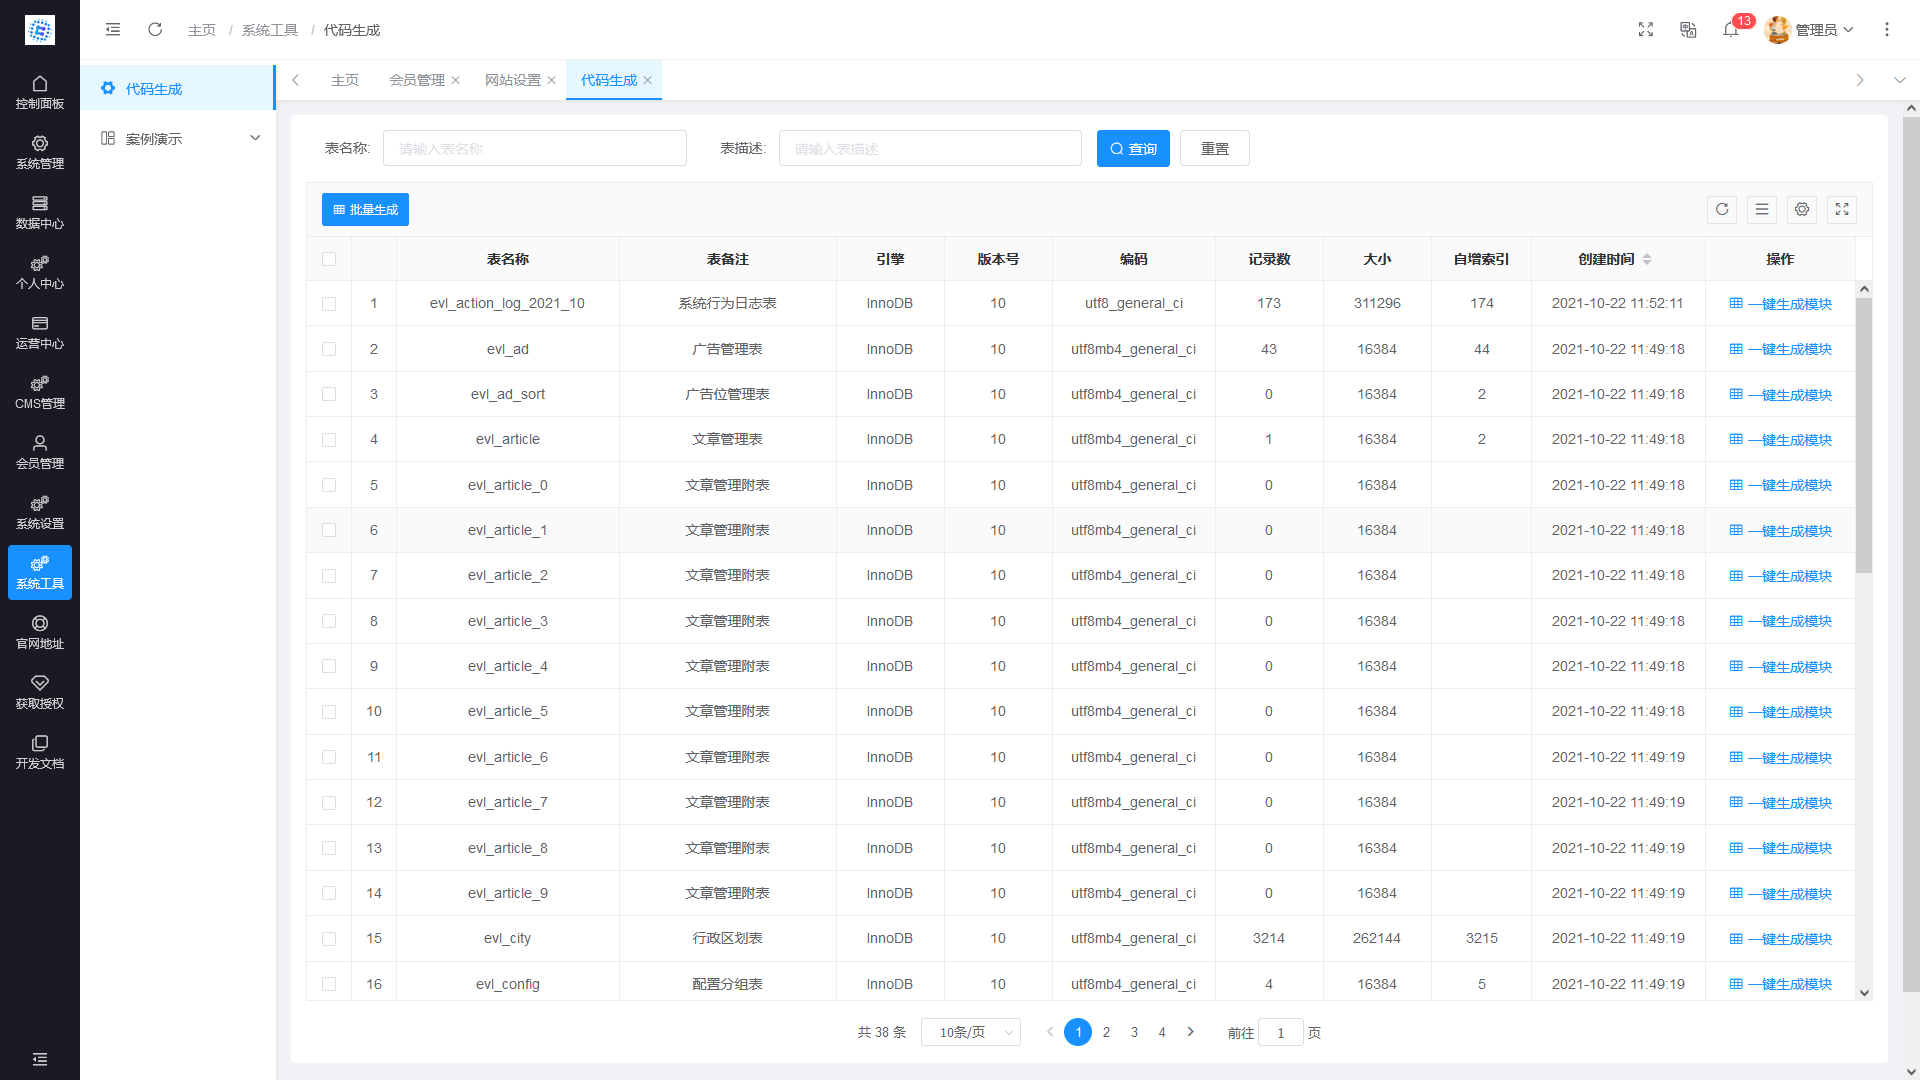 主页 / 系统工具 / 代码生成
13
管理员
控制面板
系统管理
数据中心
个人中心
运营中心
CMS管理
会员管理
系统设置
系统工具
官网地址
获取授权
开发文档
代码生成
案例演示
主页 会员管理 网站设置 代码生成
表名称: 请输入表名称 表描述: 请输入表描述 查询 重置
批量生成
表名称 表备注 引擎 版本号 编码 记录数 大小 自增索引 创建时间 操作
1 evl_action_log_2021_10 系统行为日志表 InnoDB 10 utf8_general_ci 173 311296 174 2021-10-22 11:52:11 一键生成模块
2 evl_ad 广告管理表 InnoDB 10 utf8mb4_general_ci 43 16384 44 2021-10-22 11:49:18 一键生成模块
3 evl_ad_sort 广告位管理表 InnoDB 10 utf8mb4_general_ci 0 16384 2 2021-10-22 11:49:18 一键生成模块
4 evl_article 文章管理表 InnoDB 10 utf8mb4_general_ci 1 16384 2 2021-10-22 11:49:18 一键生成模块
5 evl_article_0 文章管理附表 InnoDB 10 utf8mb4_general_ci 0 16384 2021-10-22 11:49:18 一键生成模块
6 evl_article_1 文章管理附表 InnoDB 10 utf8mb4_general_ci 0 16384 2021-10-22 11:49:18 一键生成模块
7 evl_article_2 文章管理附表 InnoDB 10 utf8mb4_general_ci 0 16384 2021-10-22 11:49:18 一键生成模块
8 evl_article_3 文章管理附表 InnoDB 10 utf8mb4_general_ci 0 16384 2021-10-22 11:49:18 一键生成模块
9 evl_article_4 文章管理附表 InnoDB 10 utf8mb4_general_ci 0 16384 2021-10-22 11:49:18 一键生成模块
10 evl_article_5 文章管理附表 InnoDB 10 utf8mb4_general_ci 0 16384 2021-10-22 11:49:18 一键生成模块
11 evl_article_6 文章管理附表 InnoDB 10 utf8mb4_general_ci 0 16384 2021-10-22 11:49:19 一键生成模块
12 evl_article_7 文章管理附表 InnoDB 10 utf8mb4_general_ci 0 16384 2021-10-22 11:49:19 一键生成模块
13 evl_article_8 文章管理附表 InnoDB 10 utf8mb4_general_ci 0 16384 2021-10-22 11:49:19 一键生成模块
14 evl_article_9 文章管理附表 InnoDB 10 utf8mb4_general_ci 0 16384 2021-10-22 11:49:19 一键生成模块
15 evl_city 行政区划表 InnoDB 10 utf8mb4_general_ci 3214 262144 3215 2021-10-22 11:49:19 一键生成模块
16 evl_config 配置分组表 InnoDB 10 utf8mb4_general_ci 4 16384 5 2021-10-22 11:49:19 一键生成模块
共 38 条 10条/页 1 2 3 4 前往 1 页